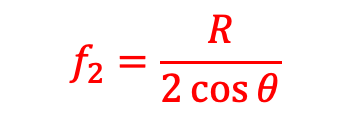 f₂ = R / (2 cos θ)